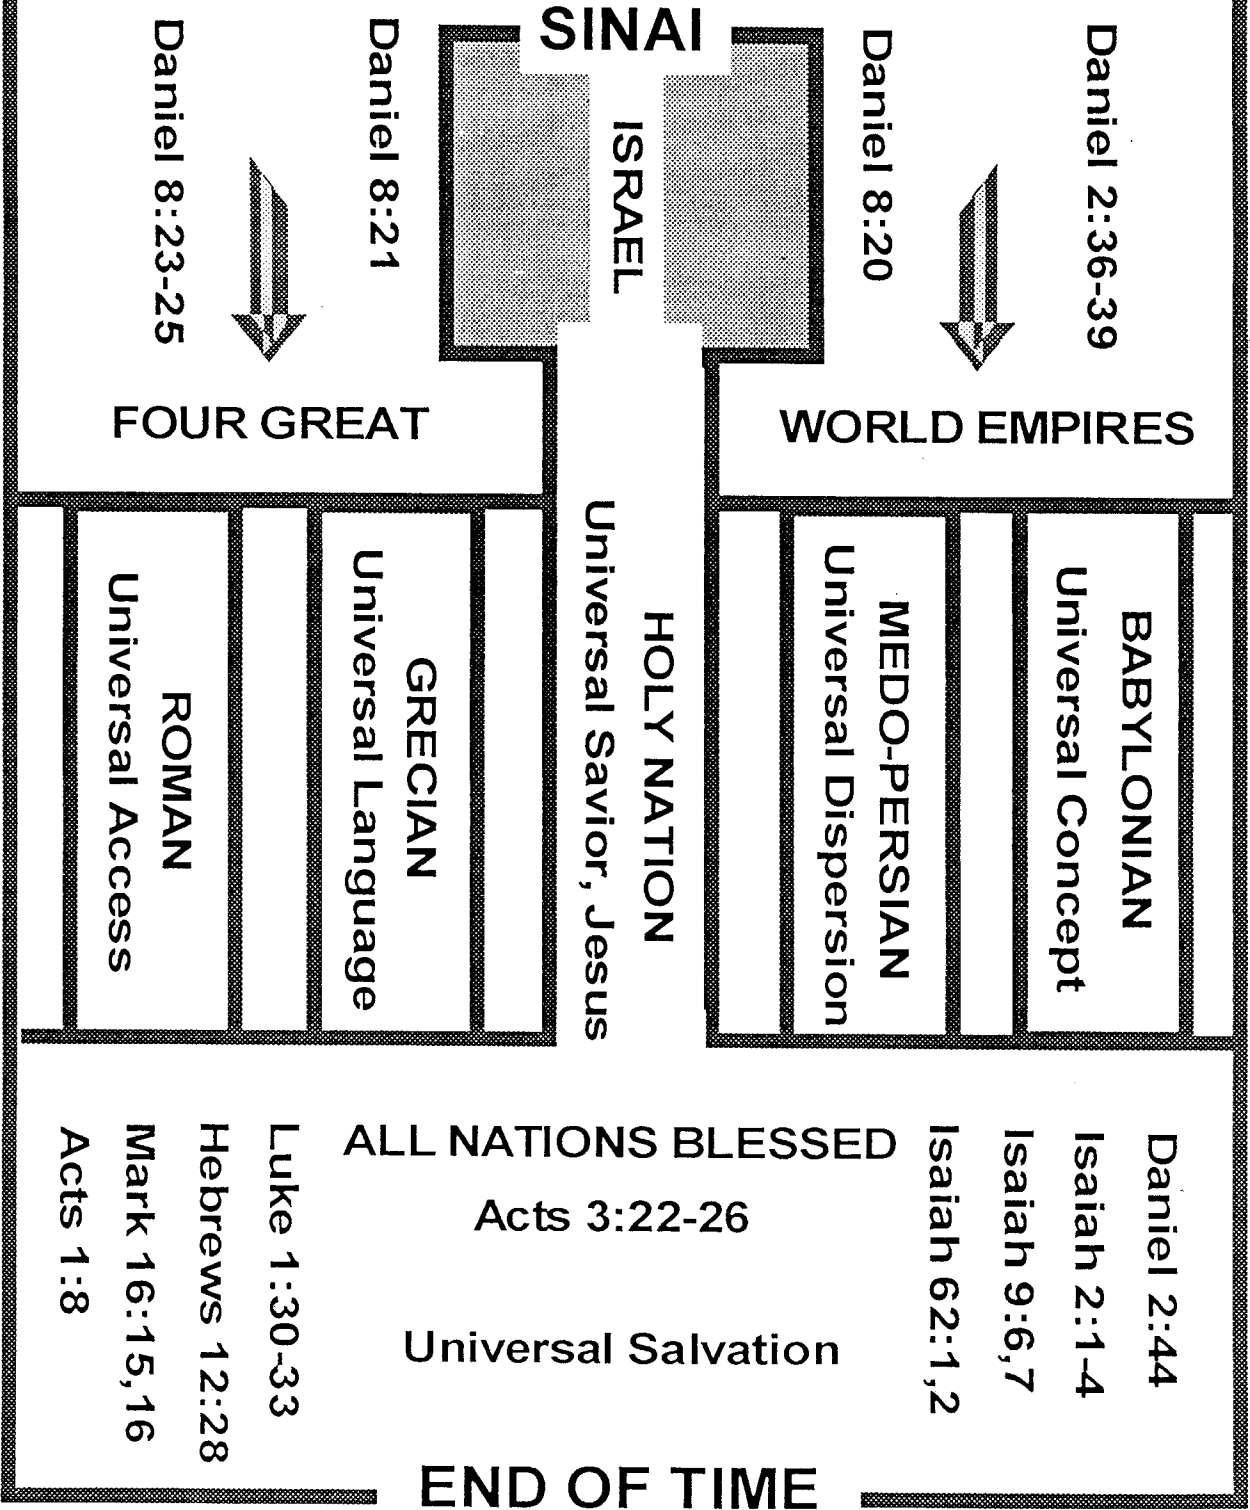 SINAI
Daniel 8:23-25
Daniel 8:21
ISRAEL
Daniel 8:20
Daniel 2:36-39
FOUR GREAT
WORLD EMPIRES
ROMAN
Universal Access
GRECIAN
Universal Language
HOLY NATION
Universal Savior, Jesus
MEDO-PERSIAN
Universal Dispersion
BABYLONIAN
Universal Concept
Acts 1:8
Mark 16:15,16
Hebrews 12:28
Luke 1:30-33
ALL NATIONS BLESSED
Acts 3:22-26
Universal Salvation
Isaiah 62:1,2
Isaiah 9:6,7
Isaiah 2:1-4
Daniel 2:44
END OF TIME